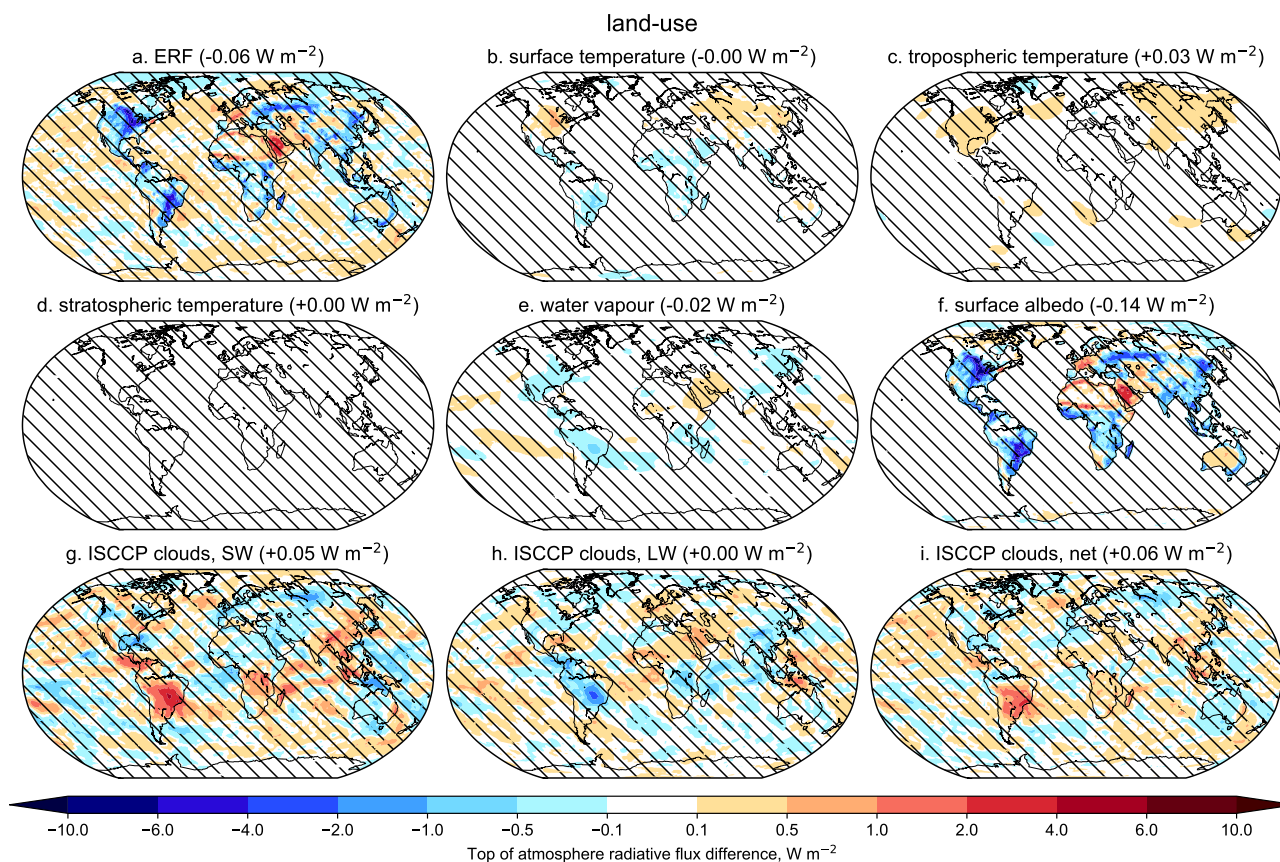 land-use
a. ERF (-0.06 W m⁻²)
b. surface temperature (-0.00 W m⁻²)
c. tropospheric temperature (+0.03 W m⁻²)
d. stratospheric temperature (+0.00 W m⁻²)
e. water vapour (-0.02 W m⁻²)
f. surface albedo (-0.14 W m⁻²)
g. ISCCP clouds, SW (+0.05 W m⁻²)
h. ISCCP clouds, LW (+0.00 W m⁻²)
i. ISCCP clouds, net (+0.06 W m⁻²)
−10.0 −6.0 −4.0 −2.0 −1.0 −0.5 −0.1 0.1 0.5 1.0 2.0 4.0 6.0 10.0
Top of atmosphere radiative flux difference, W m⁻²